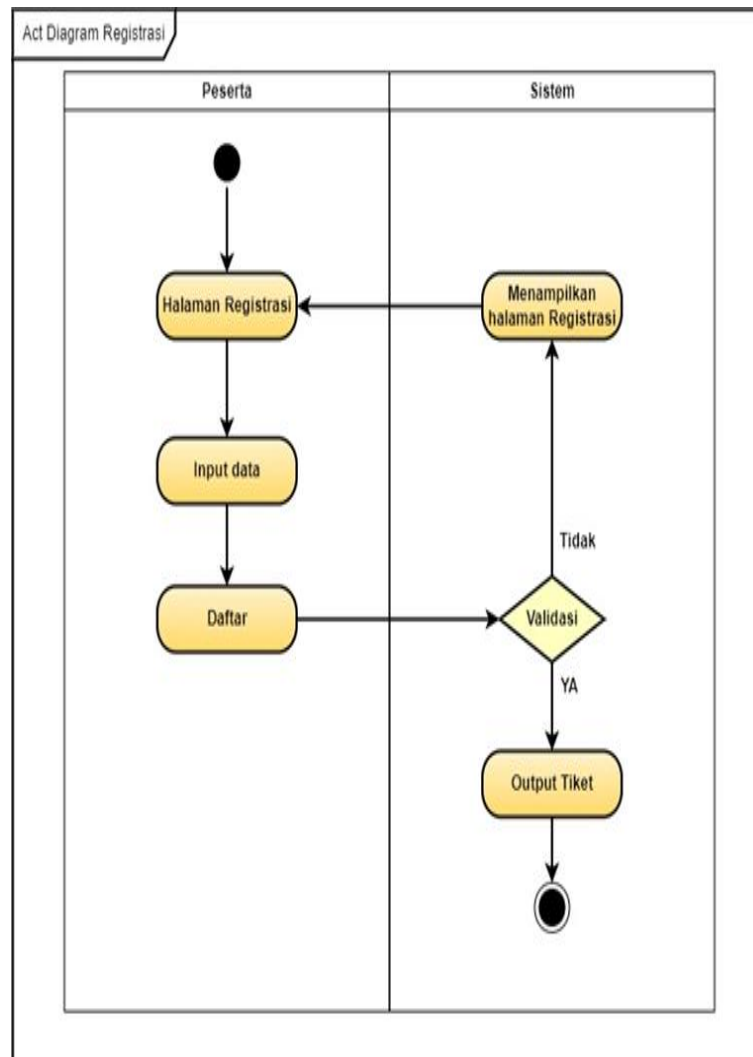 Act Diagram Registrasi
Peserta
Sistem
Halaman Registrasi
Menampilkan
halaman Registrasi
Input data
Tidak
Daftar
Validasi
YA
Output Tiket